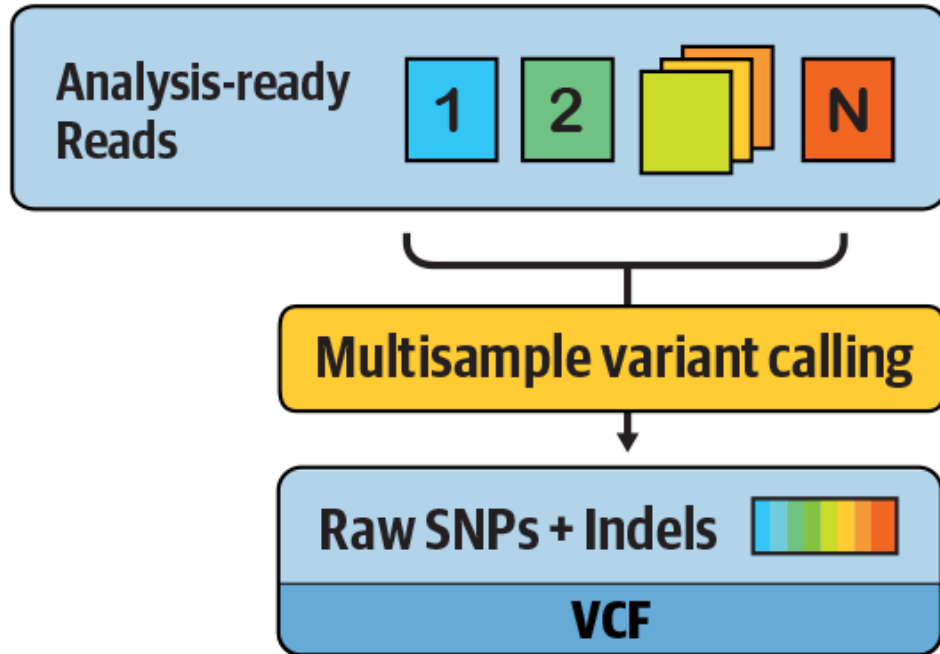 Analysis-ready
Reads
1 2 N
Multisample variant calling
Raw SNPs + Indels
VCF